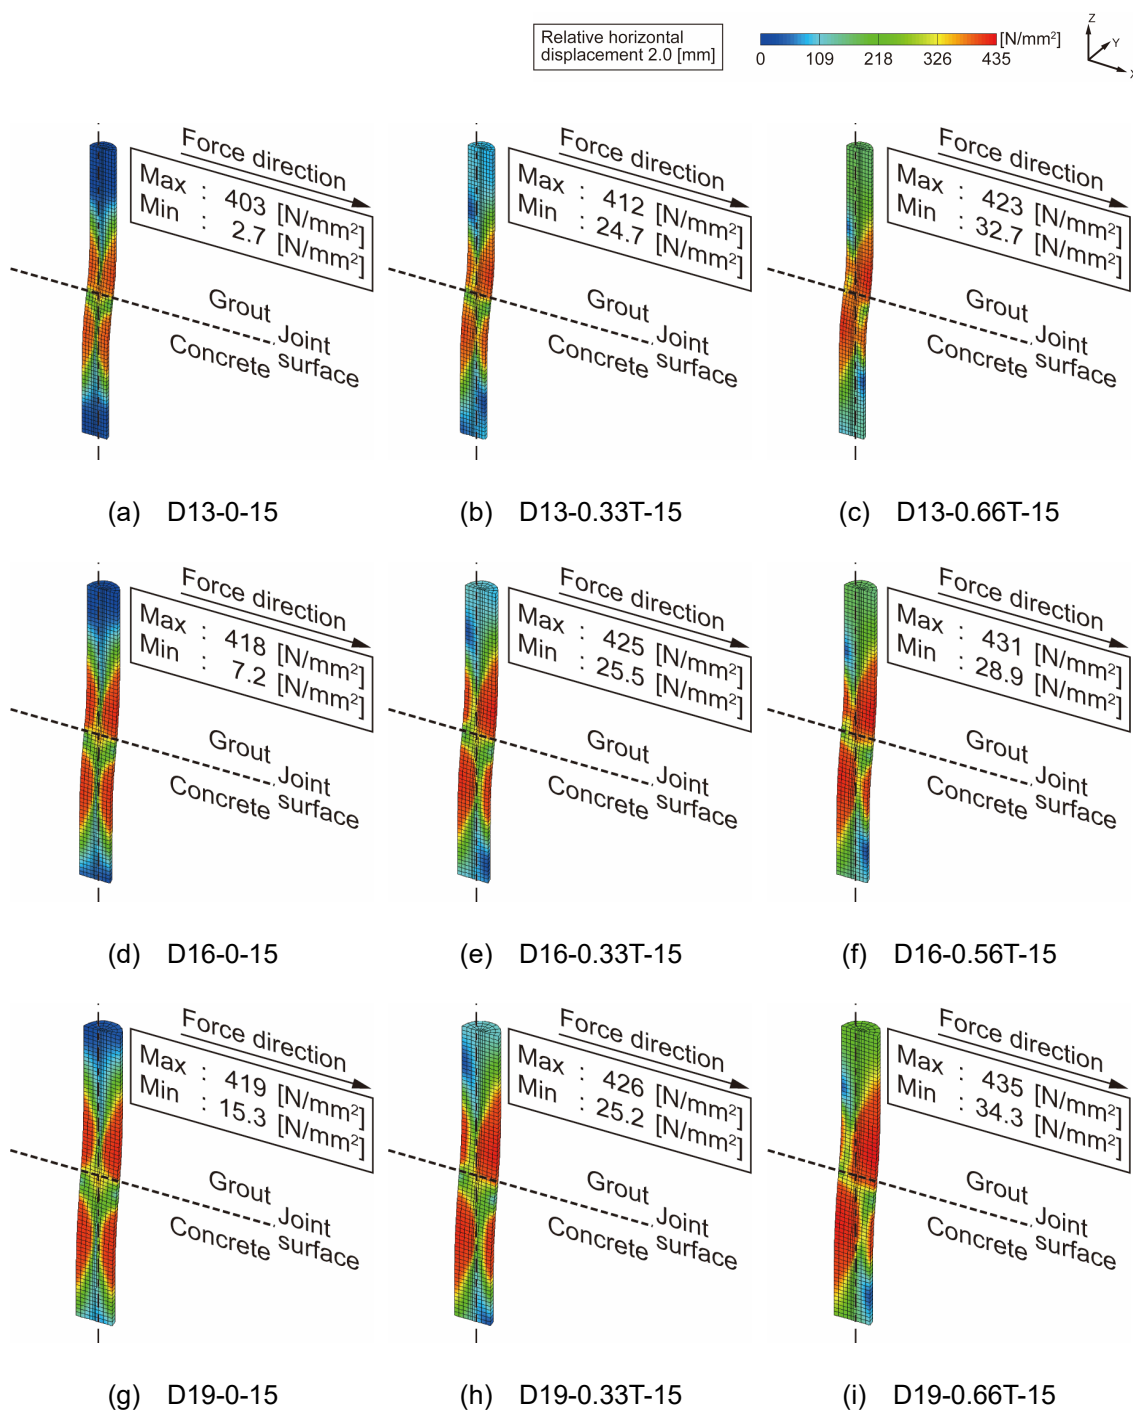 Relative horizontal
displacement 2.0 [mm]
[N/mm²]
0 109 218 326 435
Z
Y
X
Force direction
Max : 403 [N/mm²]
Min : 2.7 [N/mm²]
Grout
Joint
surface
Concrete
(a) D13-0-15
Force direction
Max : 412 [N/mm²]
Min : 24.7 [N/mm²]
Grout
Joint
surface
Concrete
(b) D13-0.33T-15
Force direction
Max : 423 [N/mm²]
Min : 32.7 [N/mm²]
Grout
Joint
surface
Concrete
(c) D13-0.66T-15
Force direction
Max : 418 [N/mm²]
Min : 7.2 [N/mm²]
Grout
Joint
surface
Concrete
(d) D16-0-15
Force direction
Max : 425 [N/mm²]
Min : 25.5 [N/mm²]
Grout
Joint
surface
Concrete
(e) D16-0.33T-15
Force direction
Max : 431 [N/mm²]
Min : 28.9 [N/mm²]
Grout
Joint
surface
Concrete
(f) D16-0.56T-15
Force direction
Max : 419 [N/mm²]
Min : 15.3 [N/mm²]
Grout
Joint
surface
Concrete
(g) D19-0-15
Force direction
Max : 426 [N/mm²]
Min : 25.2 [N/mm²]
Grout
Joint
surface
Concrete
(h) D19-0.33T-15
Force direction
Max : 435 [N/mm²]
Min : 34.3 [N/mm²]
Grout
Joint
surface
Concrete
(i) D19-0.66T-15